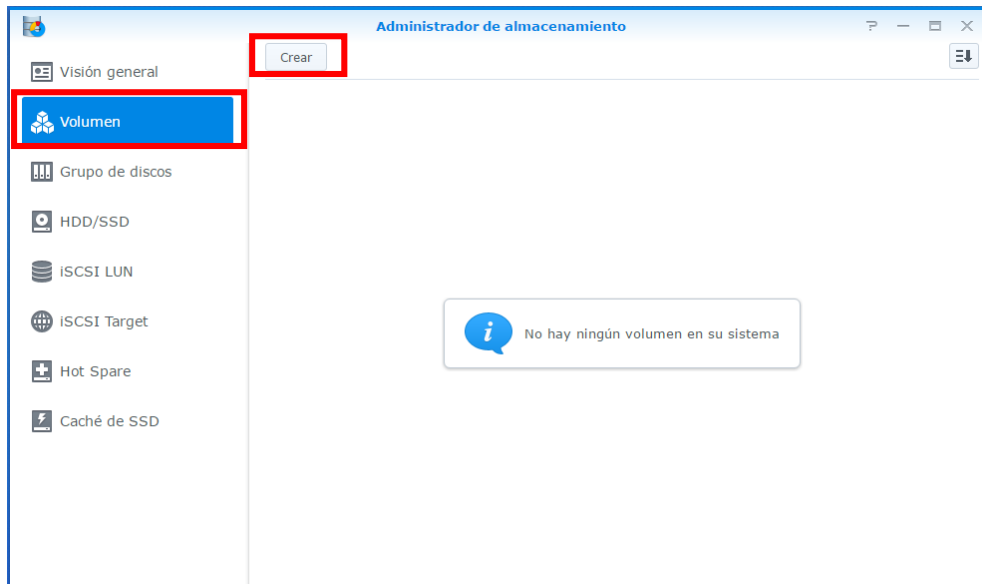 Administrador de almacenamiento
Crear
Visión general
Volumen
Grupo de discos
HDD/SSD
iSCSI LUN
iSCSI Target
Hot Spare
Caché de SSD
No hay ningún volumen en su sistema